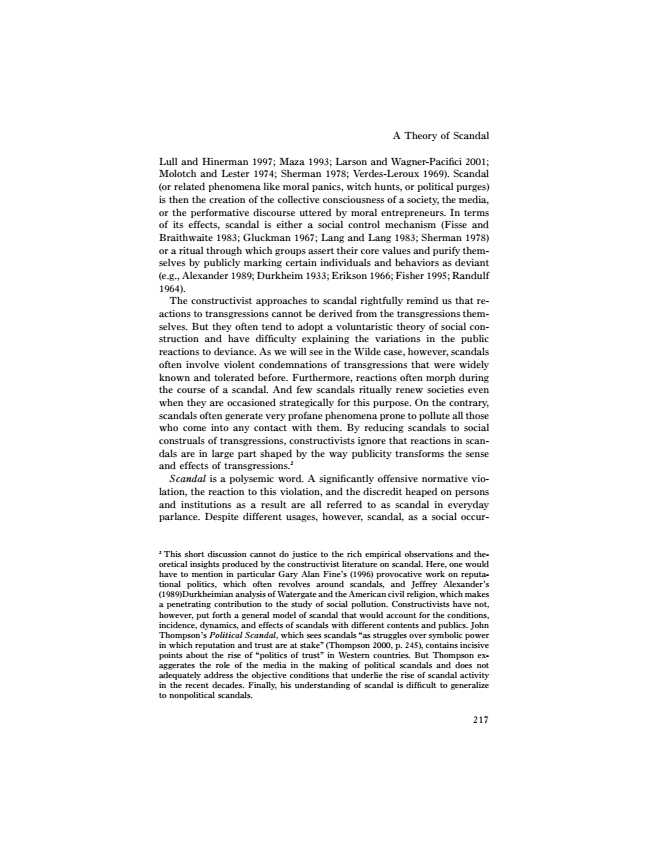 A Theory of Scandal
Lull and Hinerman 1997; Maza 1993; Larson and Wagner-Pacifici 2001;
Molotch and Lester 1974; Sherman 1978; Verdes-Leroux 1969). Scandal
(or related phenomena like moral panics, witch hunts, or political purges)
is then the creation of the collective consciousness of a society, the media,
or the performative discourse uttered by moral entrepreneurs. In terms
of its effects, scandal is either a social control mechanism (Fisse and
Braithwaite 1983; Gluckman 1967; Lang and Lang 1983; Sherman 1978)
or a ritual through which groups assert their core values and purify them-
selves by publicly marking certain individuals and behaviors as deviant
(e.g., Alexander 1989; Durkheim 1933; Erikson 1966; Fisher 1995; Randulf
1964).
The constructivist approaches to scandal rightfully remind us that re-
actions to transgressions cannot be derived from the transgressions them-
selves. But they often tend to adopt a voluntaristic theory of social con-
struction and have difficulty explaining the variations in the public
reactions to deviance. As we will see in the Wilde case, however, scandals
often involve violent condemnations of transgressions that were widely
known and tolerated before. Furthermore, reactions often morph during
the course of a scandal. And few scandals ritually renew societies even
when they are occasioned strategically for this purpose. On the contrary,
scandals often generate very profane phenomena prone to pollute all those
who come into any contact with them. By reducing scandals to social
construals of transgressions, constructivists ignore that reactions in scan-
dals are in large part shaped by the way publicity transforms the sense
and effects of transgressions.²
Scandal is a polysemic word. A significantly offensive normative vio-
lation, the reaction to this violation, and the discredit heaped on persons
and institutions as a result are all referred to as scandal in everyday
parlance. Despite different usages, however, scandal, as a social occur-
² This short discussion cannot do justice to the rich empirical observations and the-
oretical insights produced by the constructivist literature on scandal. Here, one would
have to mention in particular Gary Alan Fine's (1996) provocative work on reputa-
tional politics, which often revolves around scandals, and Jeffrey Alexander's
(1989)Durkheimian analysis of Watergate and the American civil religion, which makes
a penetrating contribution to the study of social pollution. Constructivists have not,
however, put forth a general model of scandal that would account for the conditions,
incidence, dynamics, and effects of scandals with different contents and publics. John
Thompson's Political Scandal, which sees scandals "as struggles over symbolic power
in which reputation and trust are at stake" (Thompson 2000, p. 245), contains incisive
points about the rise of "politics of trust" in Western countries. But Thompson ex-
aggerates the role of the media in the making of political scandals and does not
adequately address the objective conditions that underlie the rise of scandal activity
in the recent decades. Finally, his understanding of scandal is difficult to generalize
to nonpolitical scandals.
217